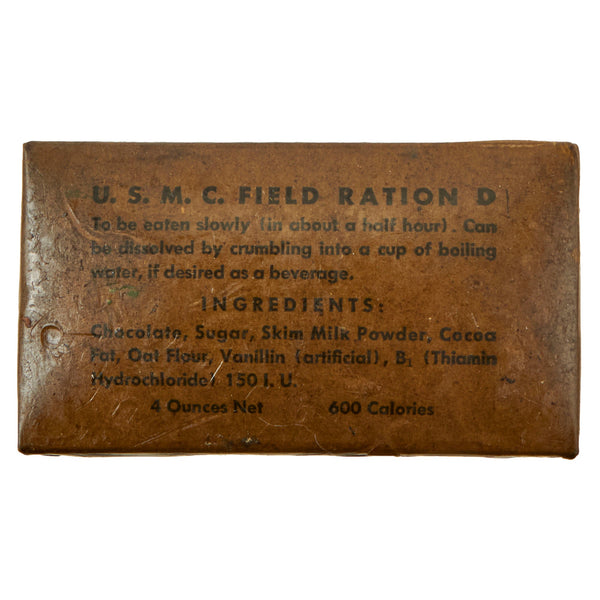 U. S. M. C. FIELD RATION D
To be eaten slowly (in about a half hour). Can
be dissolved by crumbling into a cup of boiling
water, if desired as a beverage.
INGREDIENTS:
Chocolate, Sugar, Skim Milk Powder, Cocoa
Fat, Oat Flour, Vanillin (artificial), B₁ (Thiamin
Hydrochloride) 150 I. U.
4 Ounces Net 600 Calories